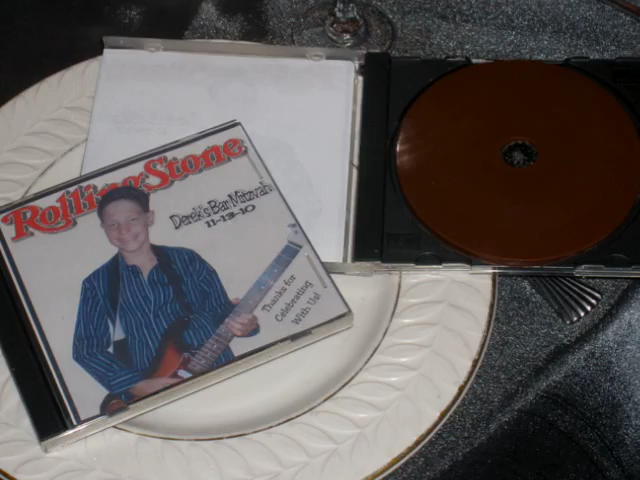 Rolling Stone
Derek's Bar Mitzvah
11-13-10
Thanks for
Celebrating
With Us!